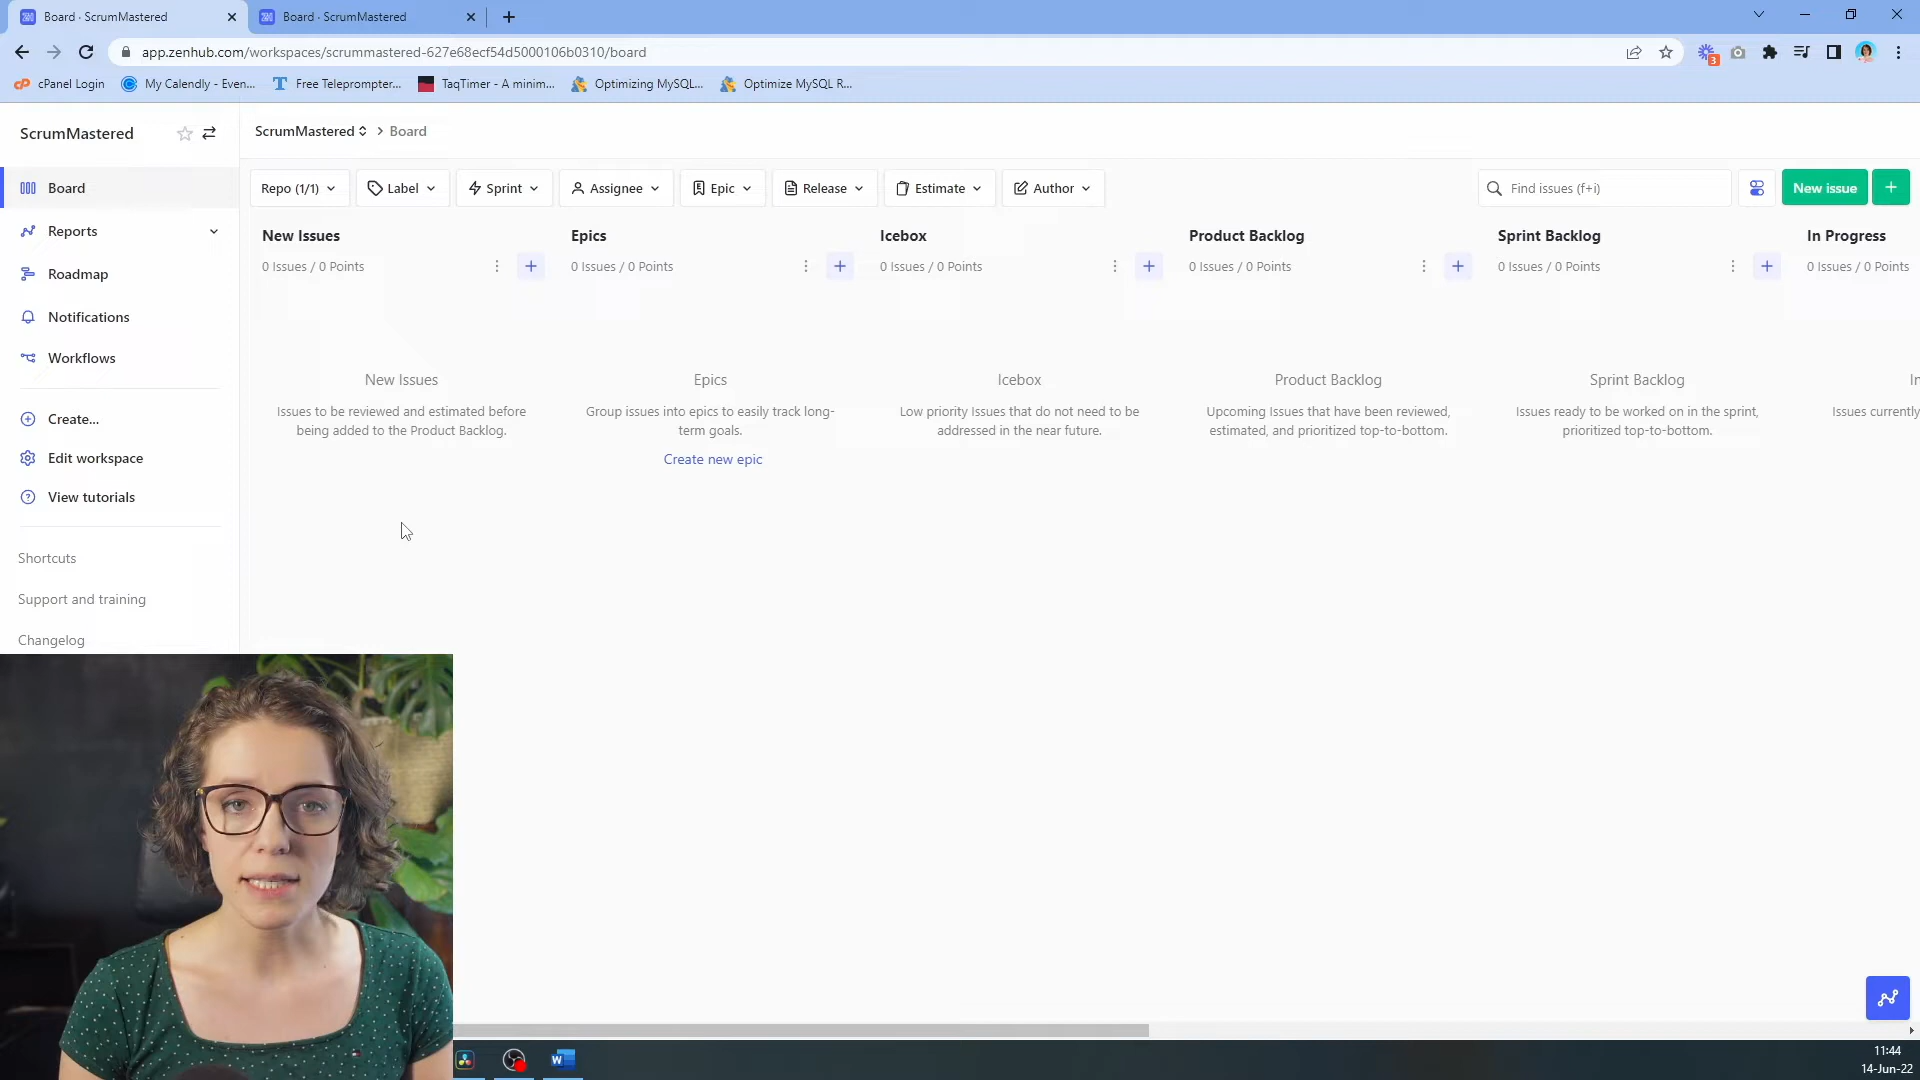 Board · ScrumMastered
Board · ScrumMastered
app.zenhub.com/workspaces/scrummastered-627e68ecf54d5000106b0310/board
3
cPanel Login
My Calendly - Even...
Free Teleprompter...
TaqTimer - A minim...
Optimizing MySQL...
Optimize MySQL R...
ScrumMastered
Board
Reports
Roadmap
Notifications
Workflows
Create...
Edit workspace
View tutorials
Shortcuts
Support and training
Changelog
ScrumMastered > Board
Repo (1/1)
Label
Sprint
Assignee
Epic
Release
Estimate
Author
Find issues (f+i)
New issue
New Issues
0 Issues / 0 Points
New Issues
Issues to be reviewed and estimated before
being added to the Product Backlog.
Epics
0 Issues / 0 Points
Epics
Group issues into epics to easily track long-
term goals.
Create new epic
Icebox
0 Issues / 0 Points
Icebox
Low priority Issues that do not need to be
addressed in the near future.
Product Backlog
0 Issues / 0 Points
Product Backlog
Upcoming Issues that have been reviewed,
estimated, and prioritized top-to-bottom.
Sprint Backlog
0 Issues / 0 Points
Sprint Backlog
Issues ready to be worked on in the sprint,
prioritized top-to-bottom.
In Progress
0 Issues / 0 Points
In
Issues currently
W
11:44
14-Jun-22